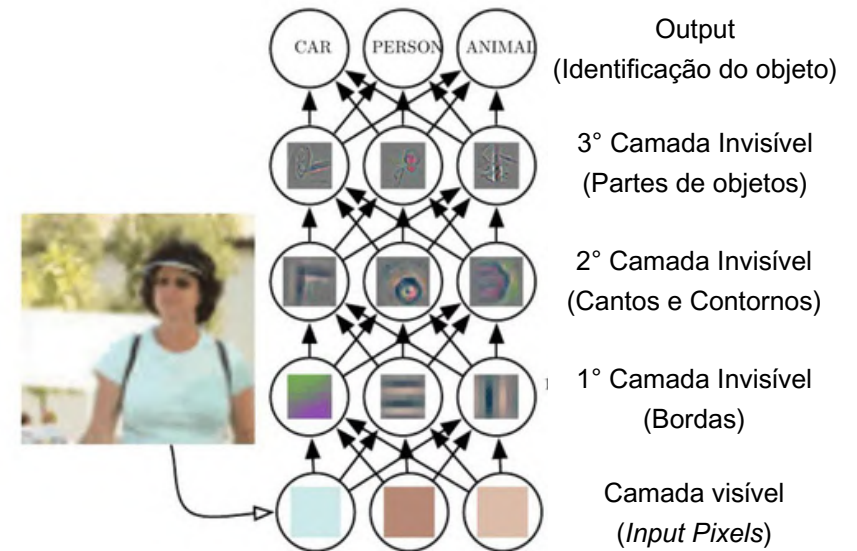 CAR PERSON ANIMAL
Output
(Identificação do objeto)
3° Camada Invisível
(Partes de objetos)
2° Camada Invisível
(Cantos e Contornos)
1° Camada Invisível
(Bordas)
Camada visível
(Input Pixels)